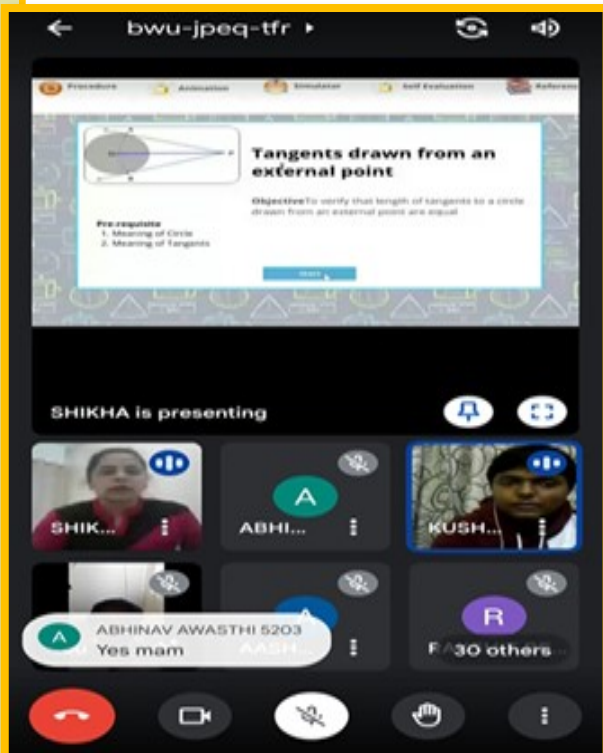 bwu-jpeq-tfr
Procedure
Animation
Simulator
Self Evaluation
Tangents drawn from an
external point
ObjectiveTo verify that length of tangents to a circle
drawn from an external point are equal
Pre-requisite
1. Meaning of Circle
2. Meaning of Tangents
SHIKHA is presenting
SHIK...
A
ABHI...
KUSH...
A
ABHINAV AWASTHI 5203
Yes mam
R
30 others